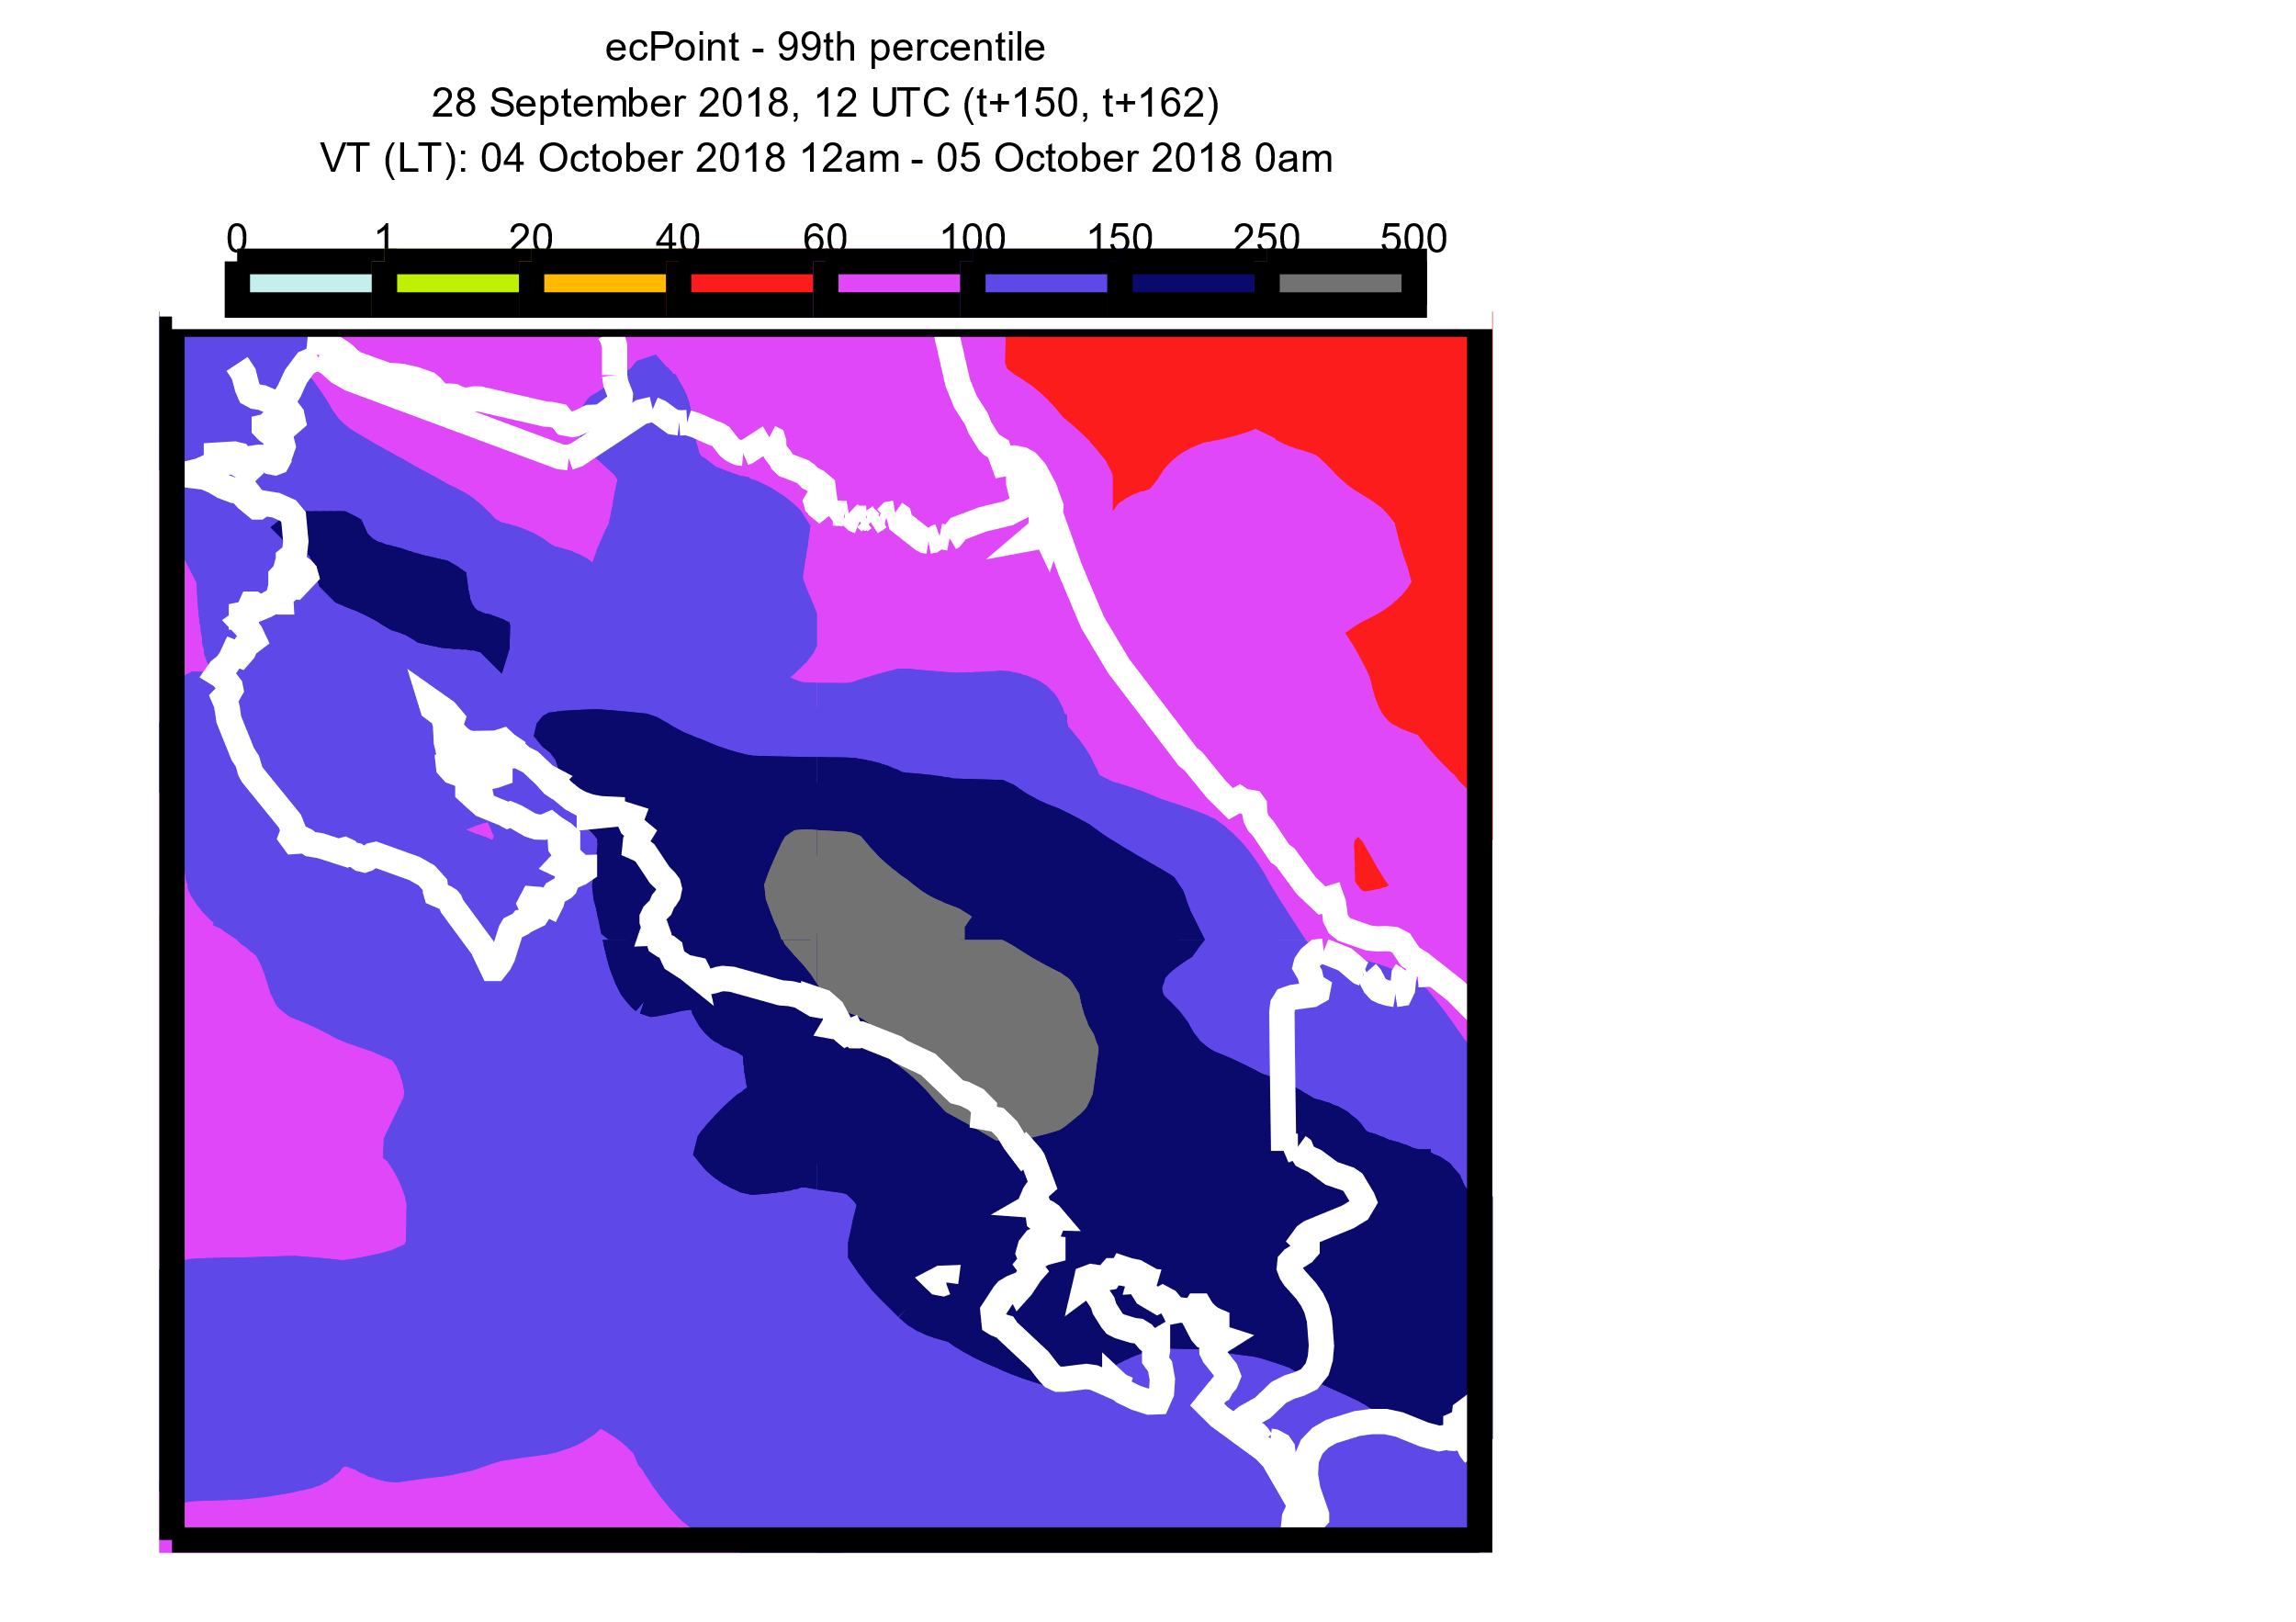 ecPoint - 99th percentile
28 September 2018, 12 UTC (t+150, t+162)
VT (LT): 04 October 2018 12am - 05 October 2018 0am
0 1 20 40 60 100 150 250 500